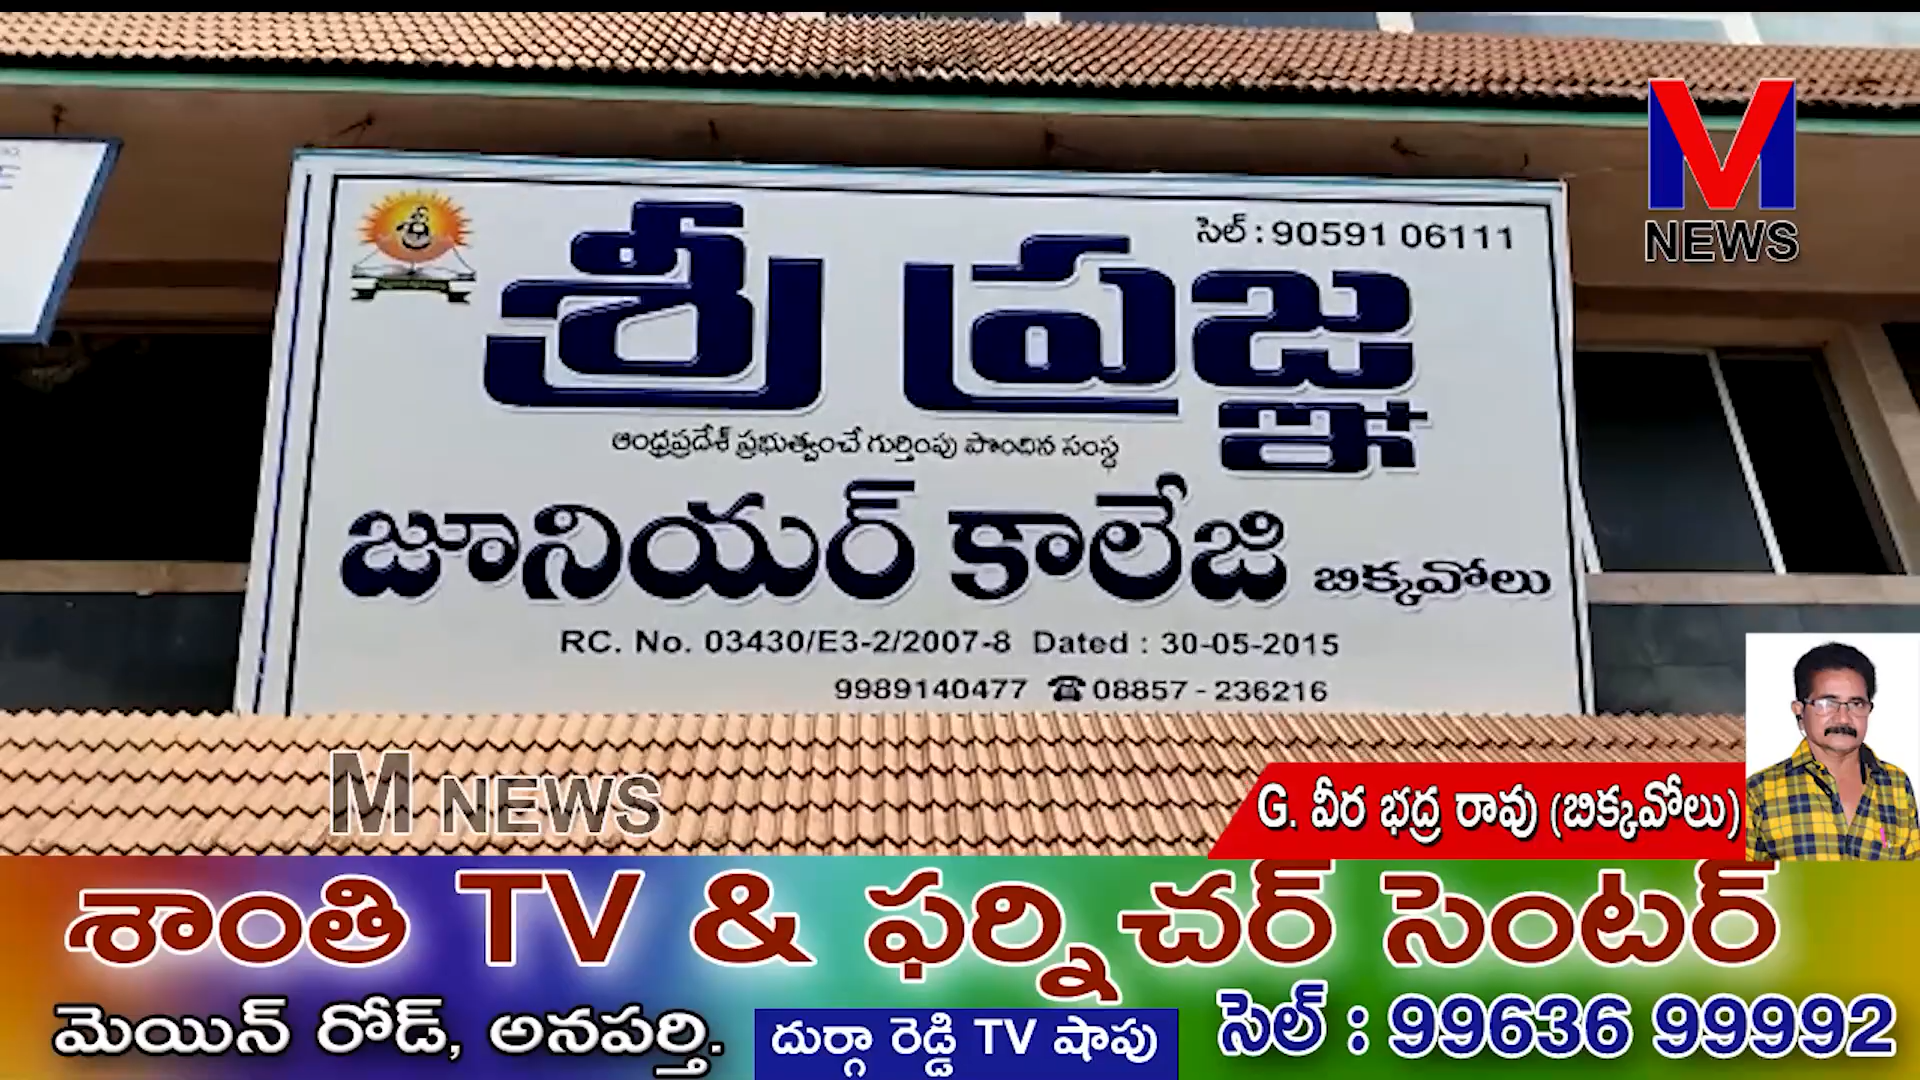 M
NEWS
సెల్ : 90591 06111
శ్రీ ప్రజ్ఞ
ఆంధ్రప్రదేశ్ ప్రభుత్వంచే గుర్తింపు పొందిన సంస్థ
జూనియర్ కాలేజి బిక్కవోలు
RC. No. 03430/E3-2/2007-8 Dated : 30-05-2015
9989140477 ☎ 08857 - 236216
M NEWS
G. వీర భద్ర రావు (బిక్కవోలు)
శాంతి TV & ఫర్నిచర్ సెంటర్
మెయిన్ రోడ్, అనపర్తి. దుర్గా రెడ్డి TV షాపు సెల్ : 99636 99992